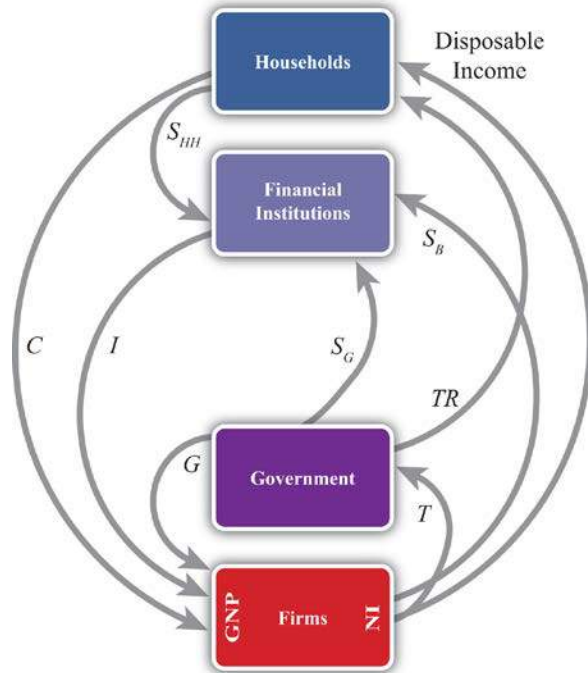 Households
Disposable
Income
S_HH
Financial
Institutions
S_B
C
I
S_G
TR
G
Government
T
GNP
Firms
NI